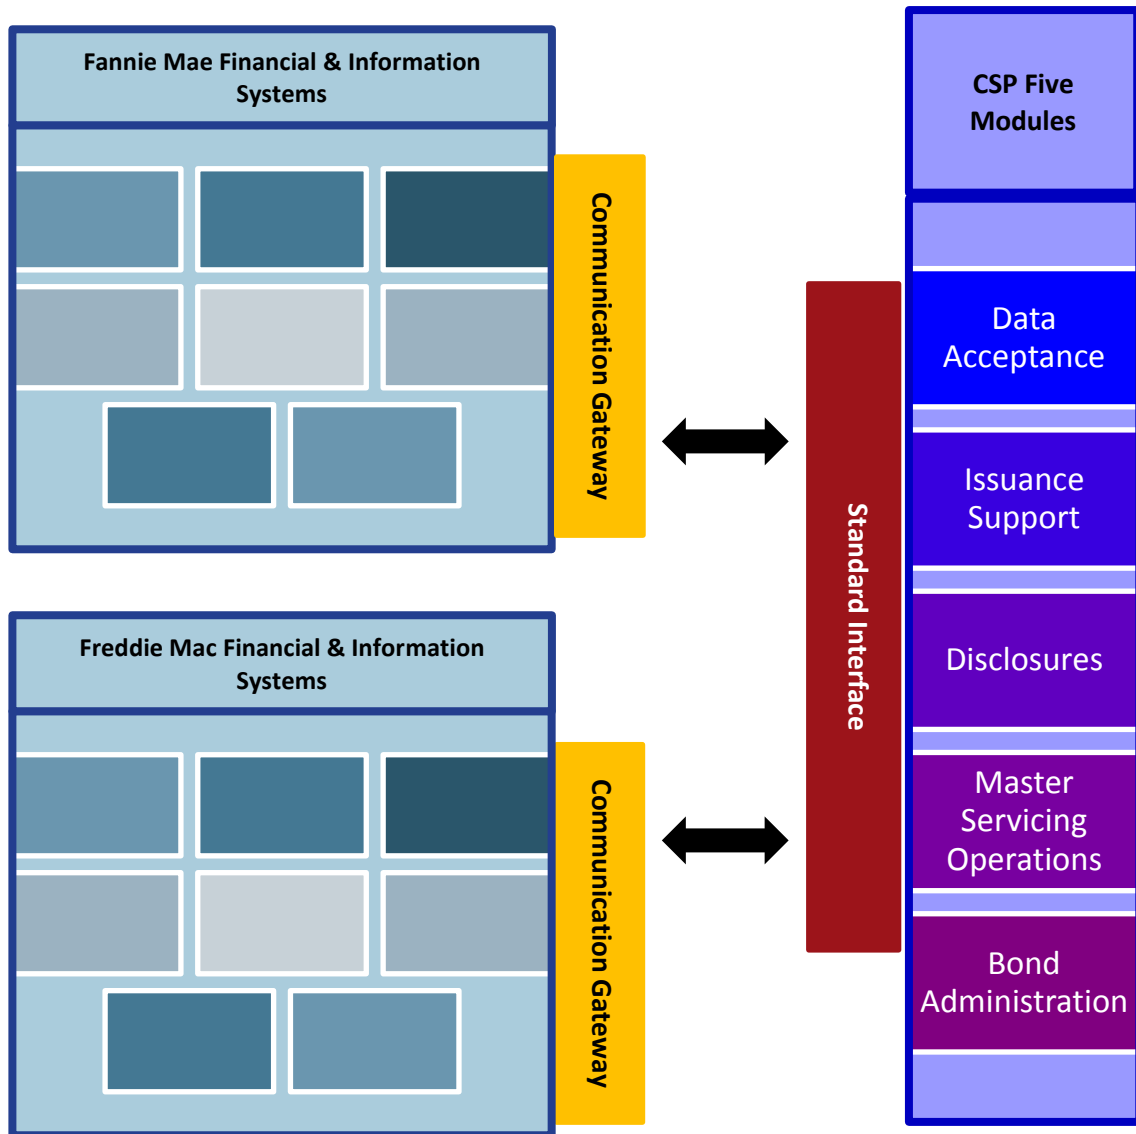 Fannie Mae Financial & Information
Systems
Communication Gateway
Freddie Mac Financial & Information
Systems
Communication Gateway
Standard Interface
CSP Five
Modules
Data
Acceptance
Issuance
Support
Disclosures
Master
Servicing
Operations
Bond
Administration